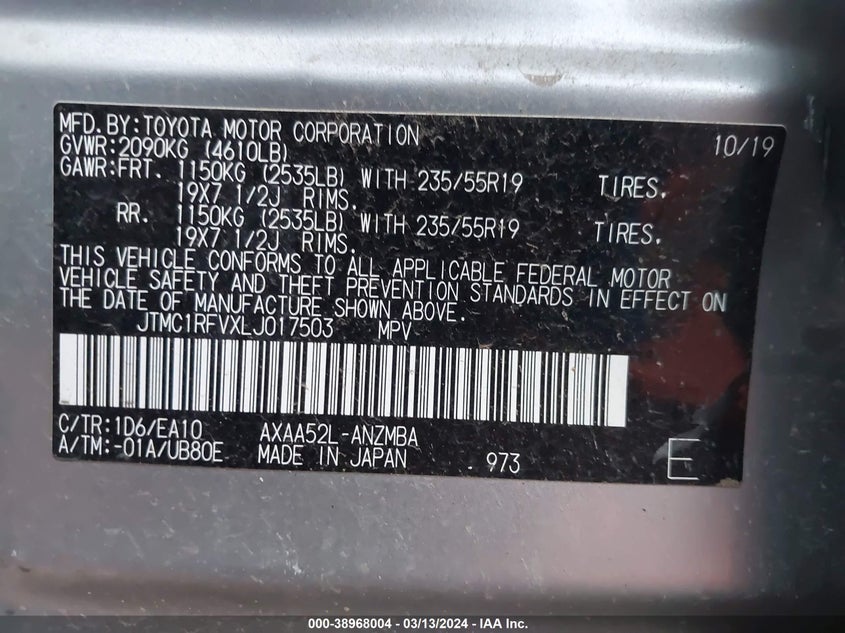 MFD.BY:TOYOTA MOTOR CORPORATION 10/19
GVWR:2090KG (4610LB)
GAWR:FRT. 1150KG (2535LB) WITH 235/55R19 TIRES.
19X7 1/2J RIMS.
RR. 1150KG (2535LB) WITH 235/55R19 TIRES.
19X7 1/2J RIMS.
THIS VEHICLE CONFORMS TO ALL APPLICABLE FEDERAL MOTOR
VEHICLE SAFETY AND THEFT PREVENTION STANDARDS IN EFFECT ON
THE DATE OF MANUFACTURE SHOWN ABOVE.
JTMC1RFVXLJ017503 MPV
C/TR:1D6/EA10 AXAA52L-ANZMBA
A/TM:-01A/UB80E MADE IN JAPAN 973 E
000-38968004 — 03/13/2024 — IAA Inc.